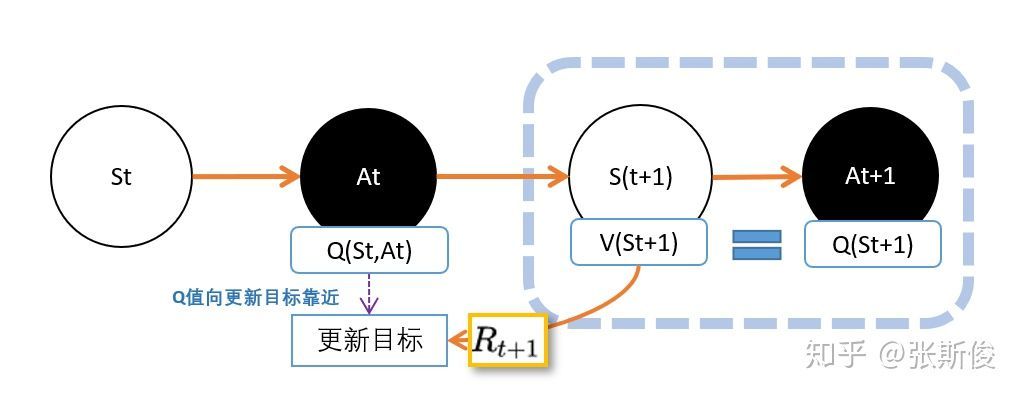 St
At
S(t+1)
At+1
Q(St,At)
V(St+1)
Q(St+1)
Q值向更新目标靠近
更新目标
Rt+1
知乎 @张斯俊